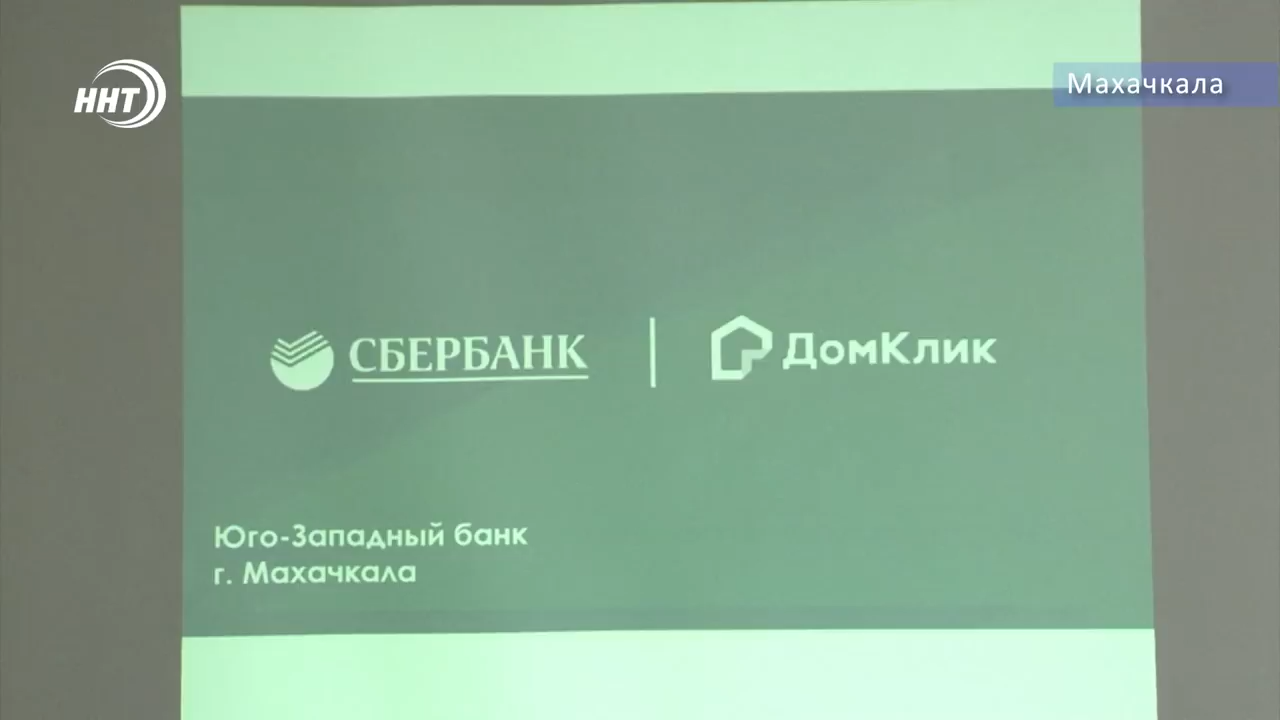 ННТ
Махачкала
СБЕРБАНК
ДомКлик
Юго-Западный банк
г. Махачкала